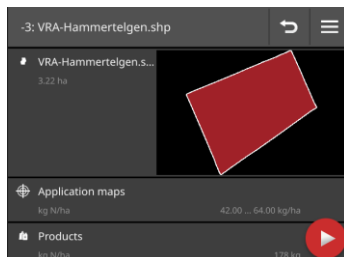 -3: VRA-Hammertelgen.shp
VRA-Hammertelgen.s...
3.22 ha
Application maps
kg N/ha 42.00 ... 64.00 kg/ha
Products
kg N/ha 178 kg